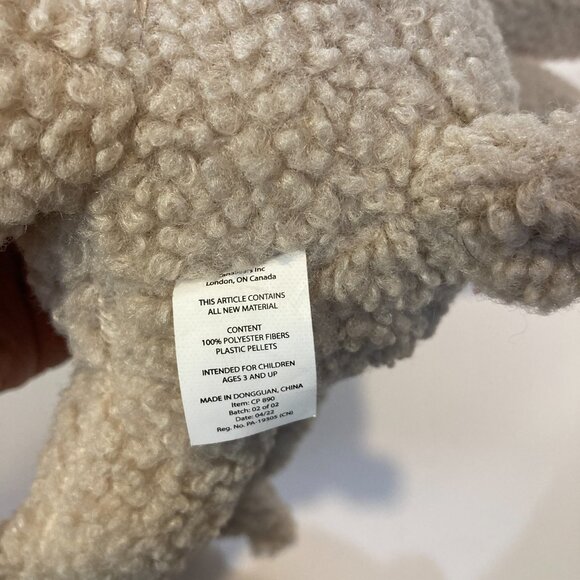 Inc
London, ON Canada
THIS ARTICLE CONTAINS
ALL NEW MATERIAL
CONTENT
100% POLYESTER FIBERS
PLASTIC PELLETS
INTENDED FOR CHILDREN
AGES 3 AND UP
MADE IN DONGGUAN, CHINA
Item: CP 890
Batch: 02 of 02
Date: 04/22
Reg. No. PA-19505 (CN)